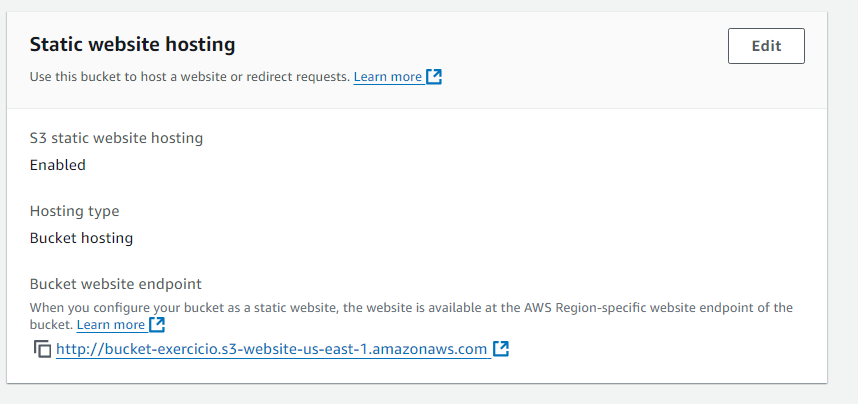 Static website hosting
Edit
Use this bucket to host a website or redirect requests. Learn more
S3 static website hosting
Enabled
Hosting type
Bucket hosting
Bucket website endpoint
When you configure your bucket as a static website, the website is available at the AWS Region-specific website endpoint of the
bucket. Learn more
http://bucket-exercicio.s3-website-us-east-1.amazonaws.com